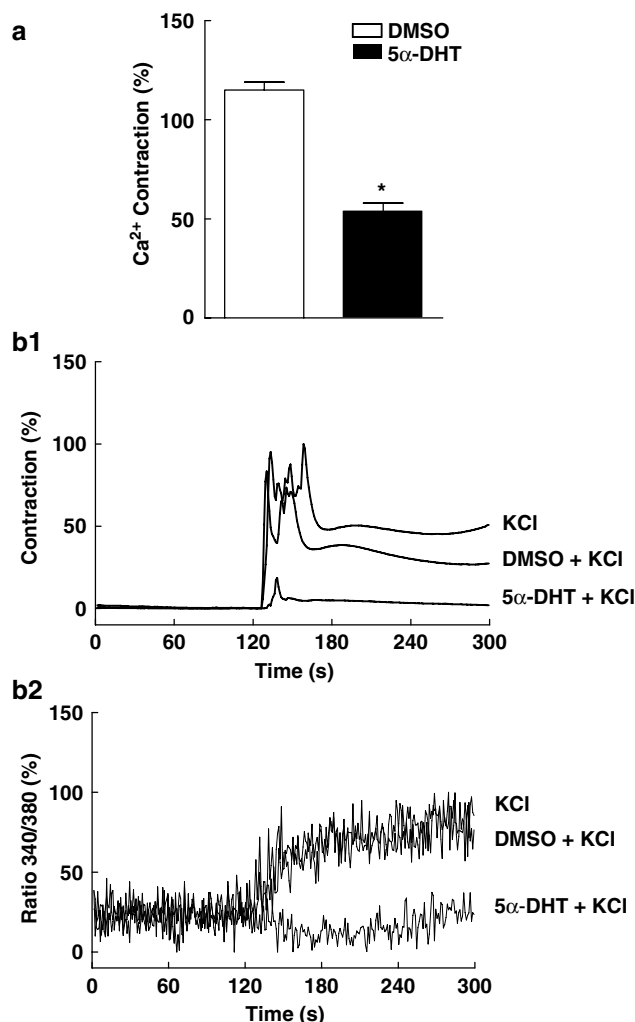 a
DMSO
5α-DHT
150
100
50
0
*
Ca²⁺ Contraction (%)
b1
150
100
50
0
Contraction (%)
KCl
DMSO + KCl
5α-DHT + KCl
0 60 120 180 240 300
Time (s)
b2
150
100
50
0
Ratio 340/380 (%)
KCl
DMSO + KCl
5α-DHT + KCl
0 60 120 180 240 300
Time (s)